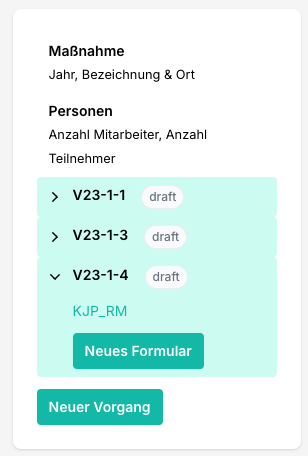 Maßnahme
Jahr, Bezeichnung & Ort
Personen
Anzahl Mitarbeiter, Anzahl
Teilnehmer
V23-1-1 draft
V23-1-3 draft
V23-1-4 draft
KJP_RM
Neues Formular
Neuer Vorgang